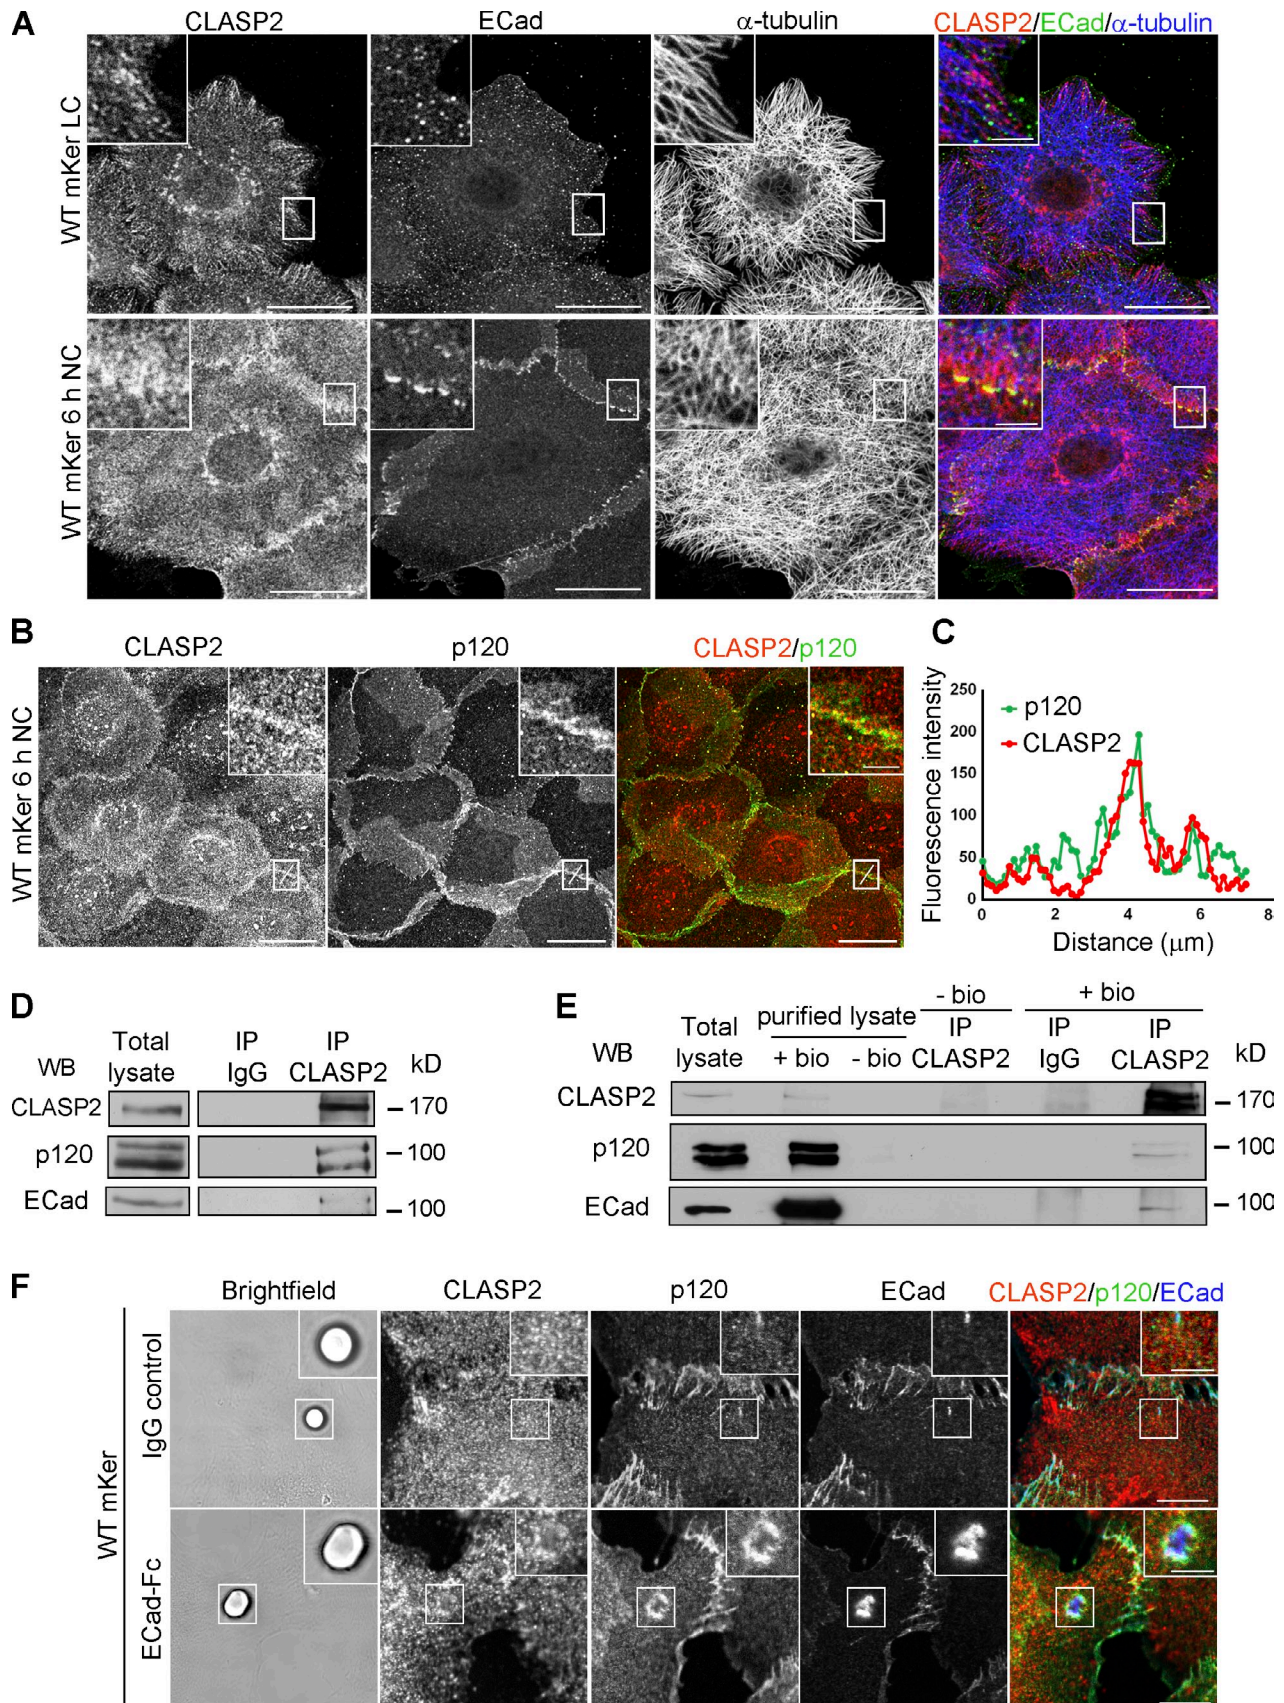 A
CLASP2
ECad
α-tubulin
CLASP2/ECad/α-tubulin
WT mKer LC
WT mKer 6 h NC
B
CLASP2
p120
CLASP2/p120
WT mKer 6 h NC
C
Fluorescence intensity
250
200
150
100
50
0
p120
CLASP2
0
2
4
6
8
Distance (μm)
D
WB
Total lysate
IP IgG
IP CLASP2
kD
CLASP2
170
p120
100
ECad
100
E
- bio
+ bio
WB
Total lysate
purified lysate
+ bio
- bio
IP CLASP2
IP IgG
IP CLASP2
kD
CLASP2
170
p120
100
ECad
100
F
Brightfield
CLASP2
p120
ECad
CLASP2/p120/ECad
WT mKer
IgG control
ECad-Fc